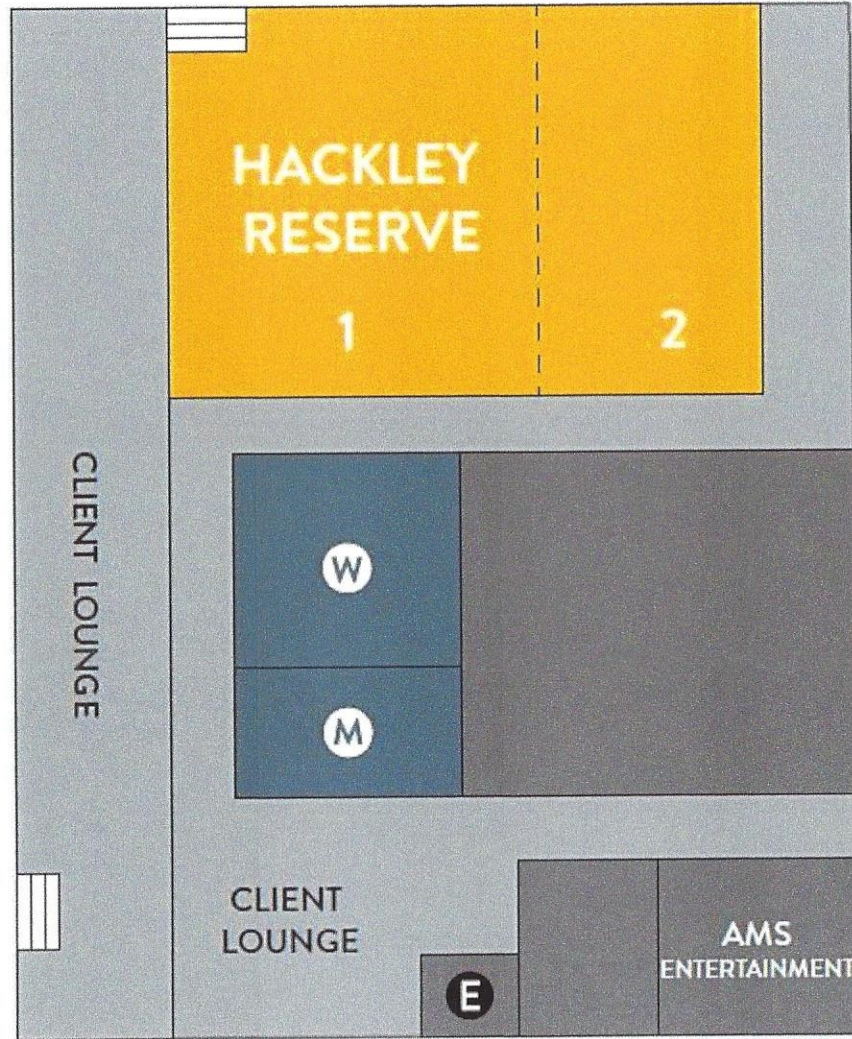 HACKLEY
RESERVE
1
2
CLIENT LOUNGE
W
M
CLIENT
LOUNGE
E
AMS
ENTERTAINMENT